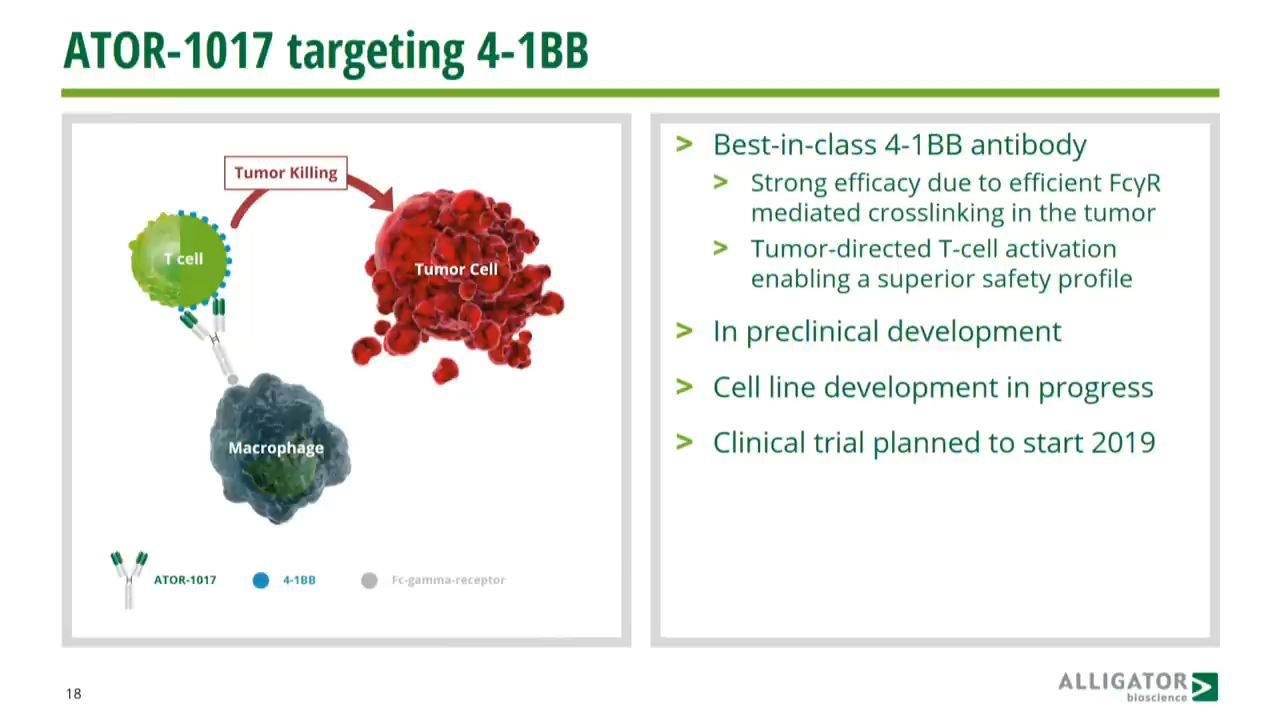 ATOR-1017 targeting 4-1BB
Tumor Killing
T cell
Tumor Cell
Macrophage
ATOR-1017
4-1BB
Fc-gamma-receptor
> Best-in-class 4-1BB antibody
> Strong efficacy due to efficient FcγR
mediated crosslinking in the tumor
> Tumor-directed T-cell activation
enabling a superior safety profile
> In preclinical development
> Cell line development in progress
> Clinical trial planned to start 2019
18
ALLIGATOR
bioscience